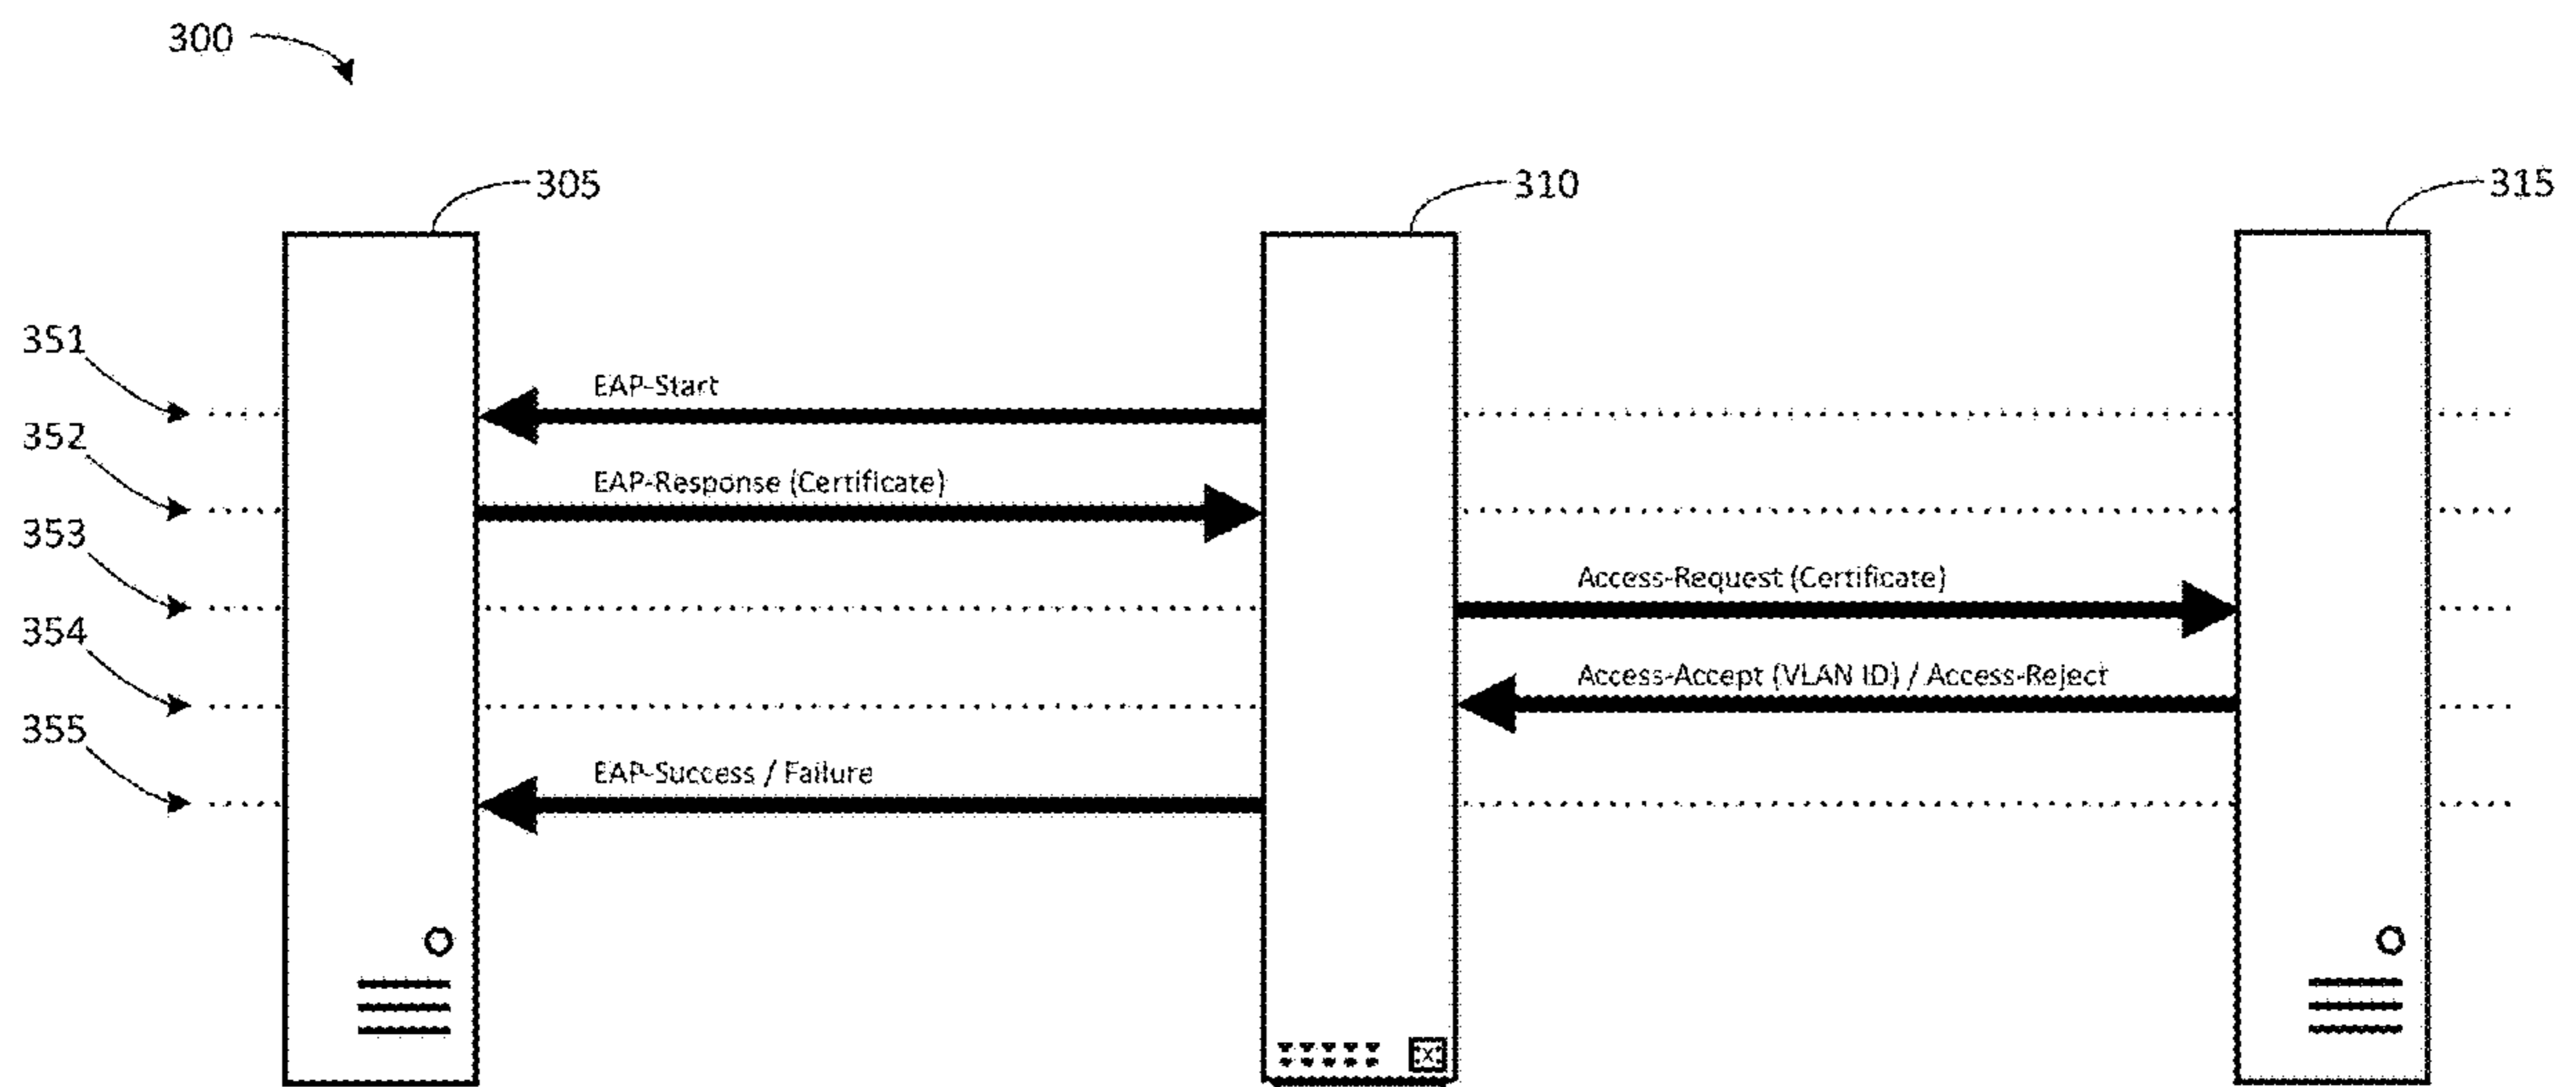 300
305
310
315
351
EAP-Start
352
EAP-Response (Certificate)
353
Access-Request (Certificate)
354
Access-Accept (VLAN ID) / Access-Reject
355
EAP-Success / Failure
X